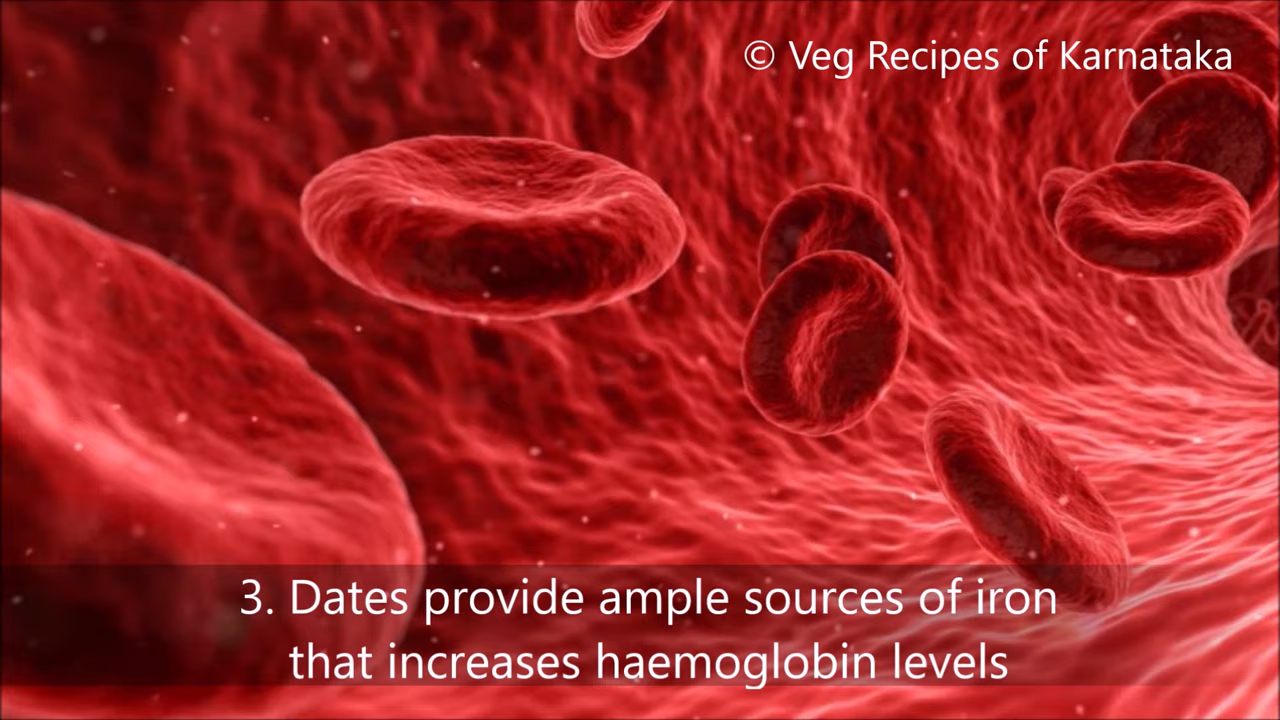 © Veg Recipes of Karnataka
3. Dates provide ample sources of iron
that increases haemoglobin levels